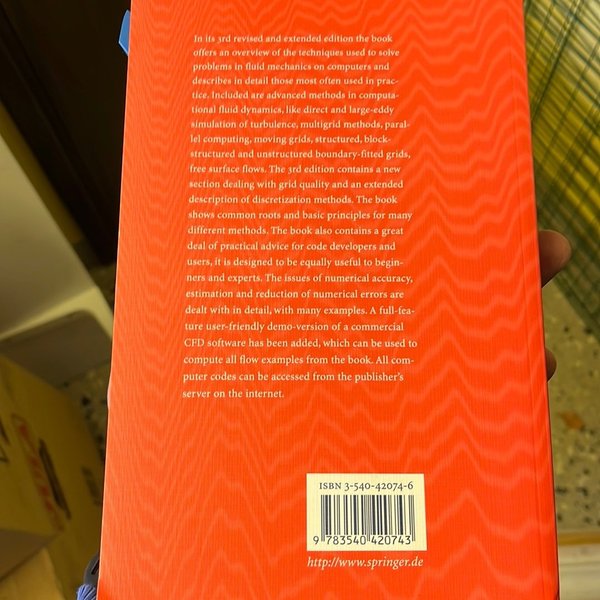 In its 3rd revised and extended edition the book
offers an overview of the techniques used to solve
problems in fluid mechanics on computers and
describes in detail those most often used in prac-
tice. Included are advanced methods in computa-
tional fluid dynamics, like direct and large-eddy
simulation of turbulence, multigrid methods, paral-
lel computing, moving grids, structured, block-
structured and unstructured boundary-fitted grids,
free surface flows. The 3rd edition contains a new
section dealing with grid quality and an extended
description of discretization methods. The book
shows common roots and basic principles for many
different methods. The book also contains a great
deal of practical advice for code developers and
users, it is designed to be equally useful to begin-
ners and experts. The issues of numerical accuracy,
estimation and reduction of numerical errors are
dealt with in detail, with many examples. A full-fea-
ture user-friendly demo-version of a commercial
CFD software has been added, which can be used to
compute all flow examples from the book. All com-
puter codes can be accessed from the publisher's
server on the internet.
ISBN 3-540-42074-6
9 783540 420743
http://www.springer.de